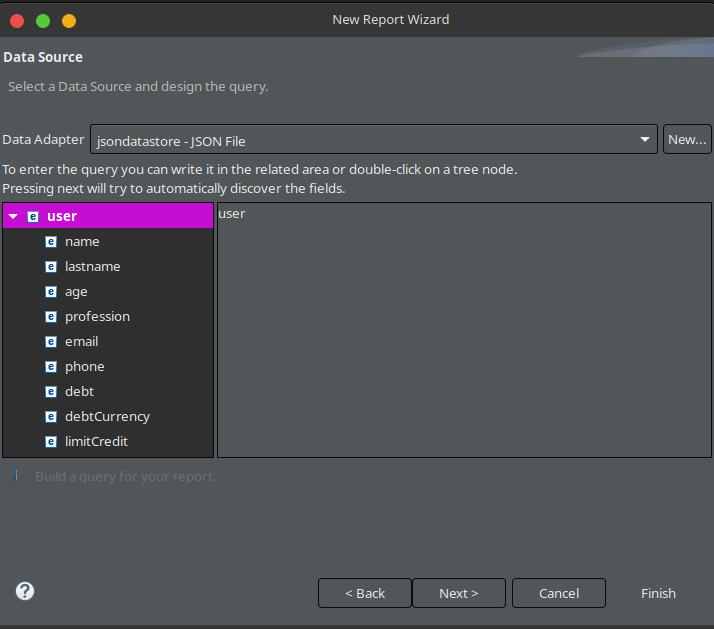 New Report Wizard
Data Source
Select a Data Source and design the query.
Data Adapter jsondatastore - JSON File New...
To enter the query you can write it in the related area or double-click on a tree node.
Pressing next will try to automatically discover the fields.
e user
user
e name
e lastname
e age
e profession
e email
e phone
e debt
e debtCurrency
e limitCredit
i Build a query for your report.
? < Back Next > Cancel Finish